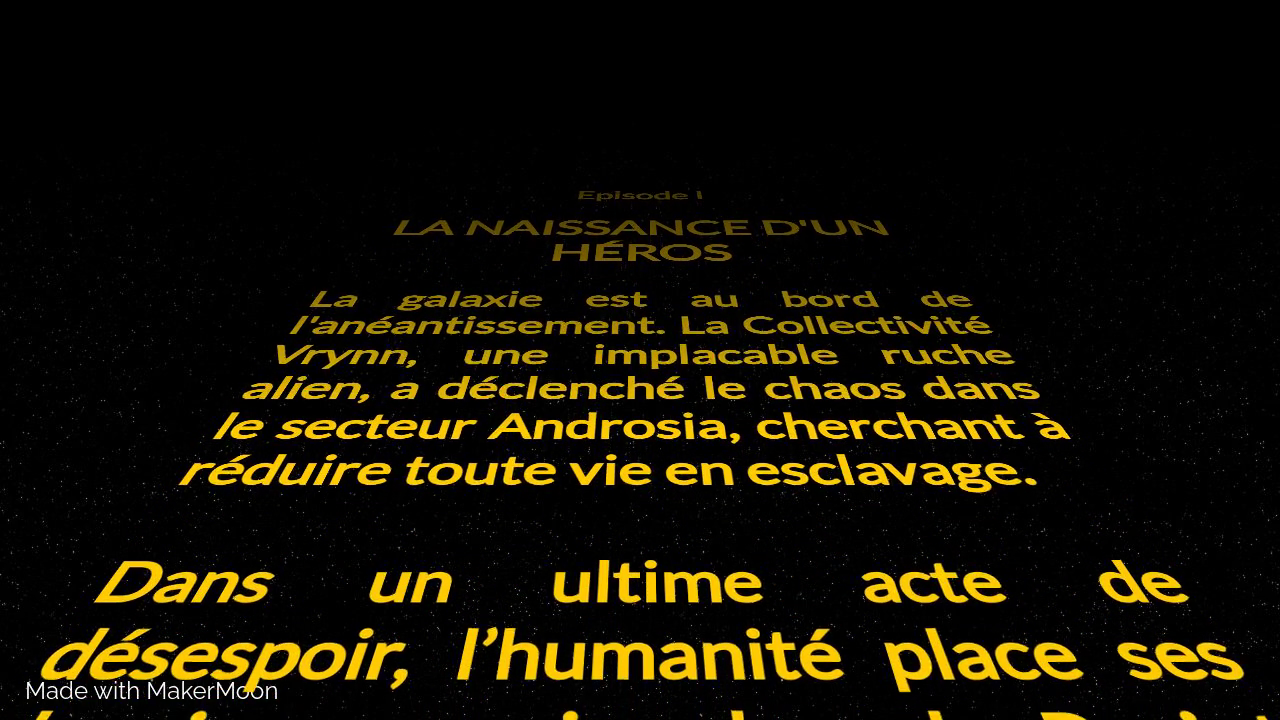 Episode I
LA NAISSANCE D'UN
HÉROS
La galaxie est au bord de
l'anéantissement. La Collectivité
Vrynn, une implacable ruche
alien, a déclenché le chaos dans
le secteur Androsia, cherchant à
réduire toute vie en esclavage.
Dans un ultime acte de
désespoir, l’humanité place ses
Made with MakerMoon